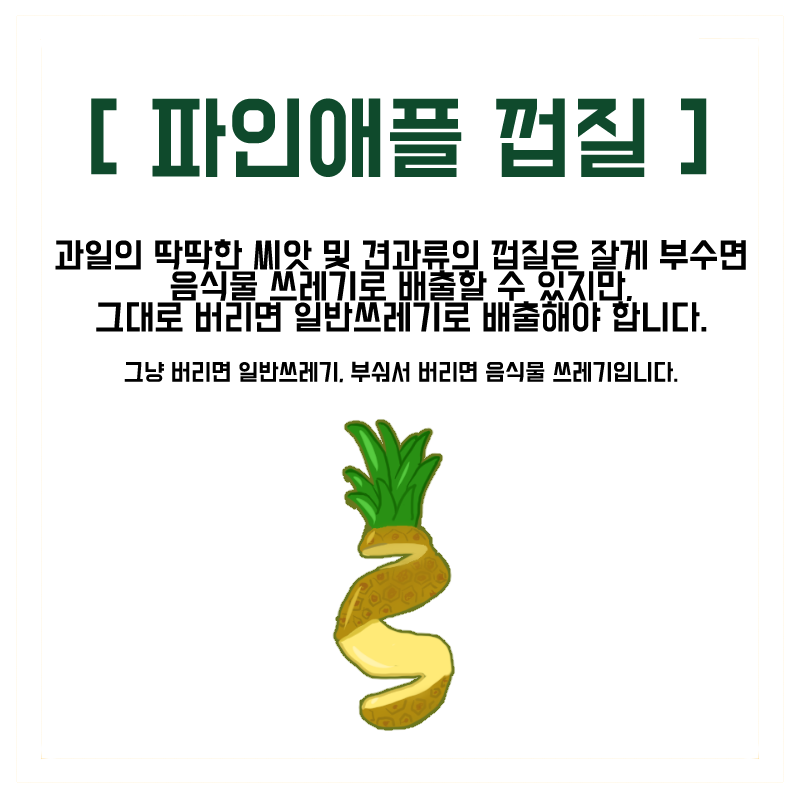 [ 파인애플 껍질 ]
과일의 딱딱한 씨앗 및 견과류의 껍질은 잘게 부수면
음식물 쓰레기로 배출할 수 있지만,
그대로 버리면 일반쓰레기로 배출해야 합니다.
그냥 버리면 일반쓰레기, 부숴서 버리면 음식물 쓰레기입니다.